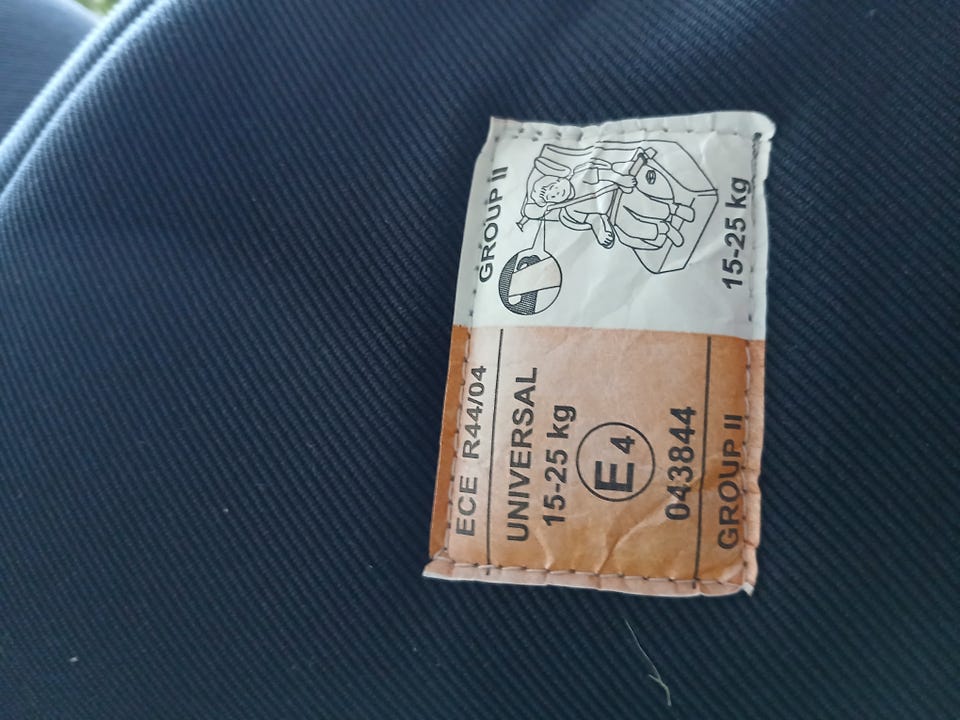 ECE R44/04
UNIVERSAL
15-25 kg
E4
043844
GROUP II
GROUP II
15-25 kg